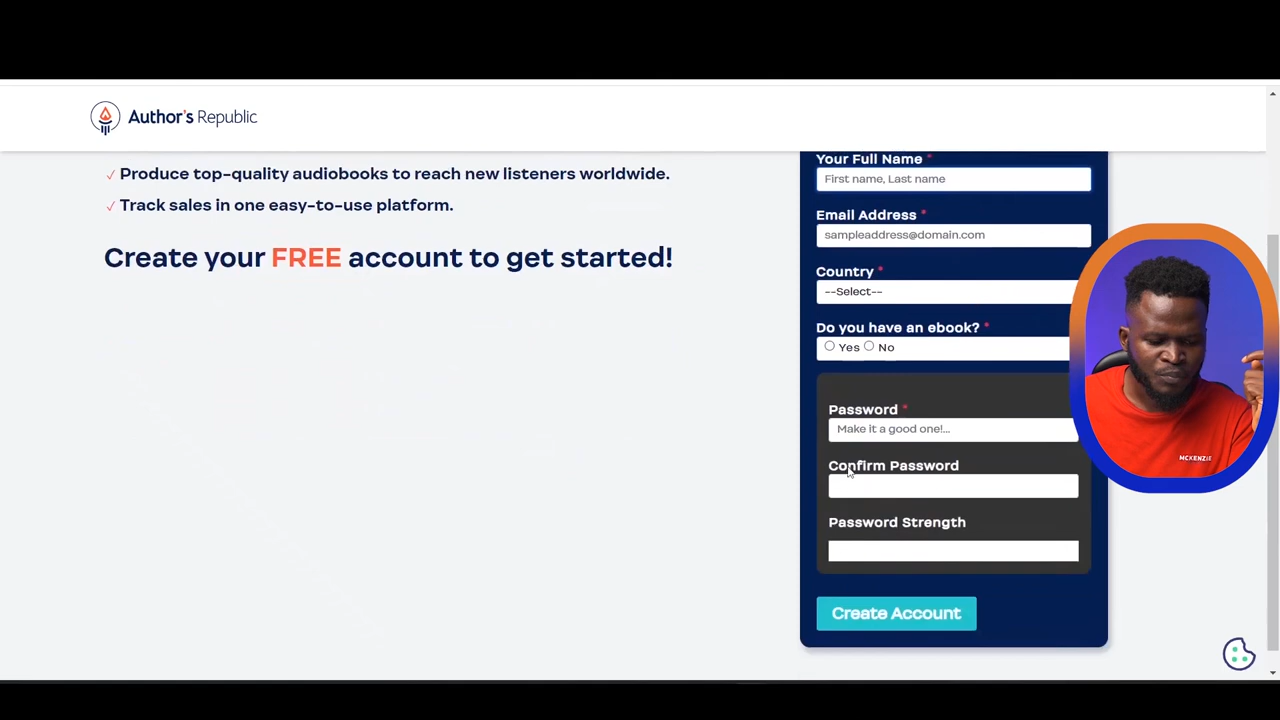 Author's Republic
✓ Produce top-quality audiobooks to reach new listeners worldwide.
✓ Track sales in one easy-to-use platform.
Create your FREE account to get started!
Your Full Name *
First name, Last name
Email Address *
sampleaddress@domain.com
Country *
--Select--
Do you have an ebook? *
Yes No
Password *
Make it a good one!...
Confirm Password
Password Strength
Create Account
MCKENZIE